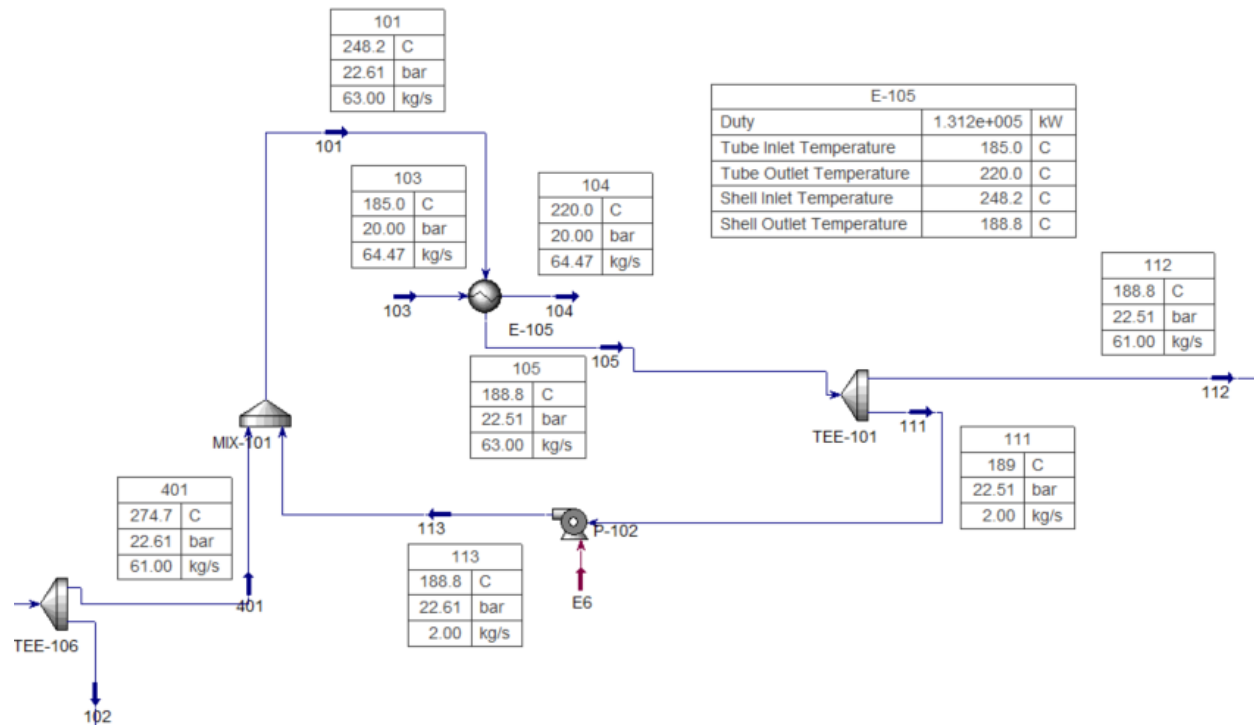 101
248.2 C
22.61 bar
63.00 kg/s
E-105
Duty 1.312e+005 kW
Tube Inlet Temperature 185.0 C
Tube Outlet Temperature 220.0 C
Shell Inlet Temperature 248.2 C
Shell Outlet Temperature 188.8 C
101
103
185.0 C
20.00 bar
64.47 kg/s
104
220.0 C
20.00 bar
64.47 kg/s
103
104
E-105
112
188.8 C
22.51 bar
61.00 kg/s
105
105
188.8 C
22.51 bar
63.00 kg/s
112
TEE-101
111
MIX-101
111
189 C
22.51 bar
2.00 kg/s
401
274.7 C
22.61 bar
61.00 kg/s
113
P-102
113
188.8 C
22.61 bar
2.00 kg/s
E6
401
TEE-106
102